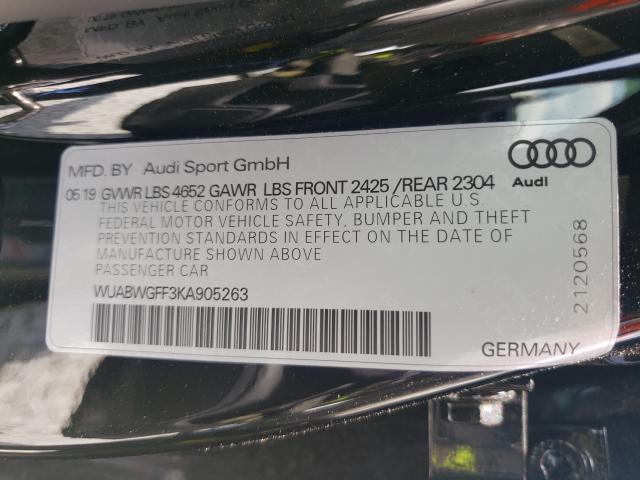 MFD. BY Audi Sport GmbH
05 19 GVWR LBS 4652 GAWR LBS FRONT 2425 /REAR 2304
Audi
THIS VEHICLE CONFORMS TO ALL APPLICABLE U.S.
FEDERAL MOTOR VEHICLE SAFETY, BUMPER AND THEFT
PREVENTION STANDARDS IN EFFECT ON THE DATE OF
MANUFACTURE SHOWN ABOVE
PASSENGER CAR
WUABWGFF3KA905263
GERMANY
2120568